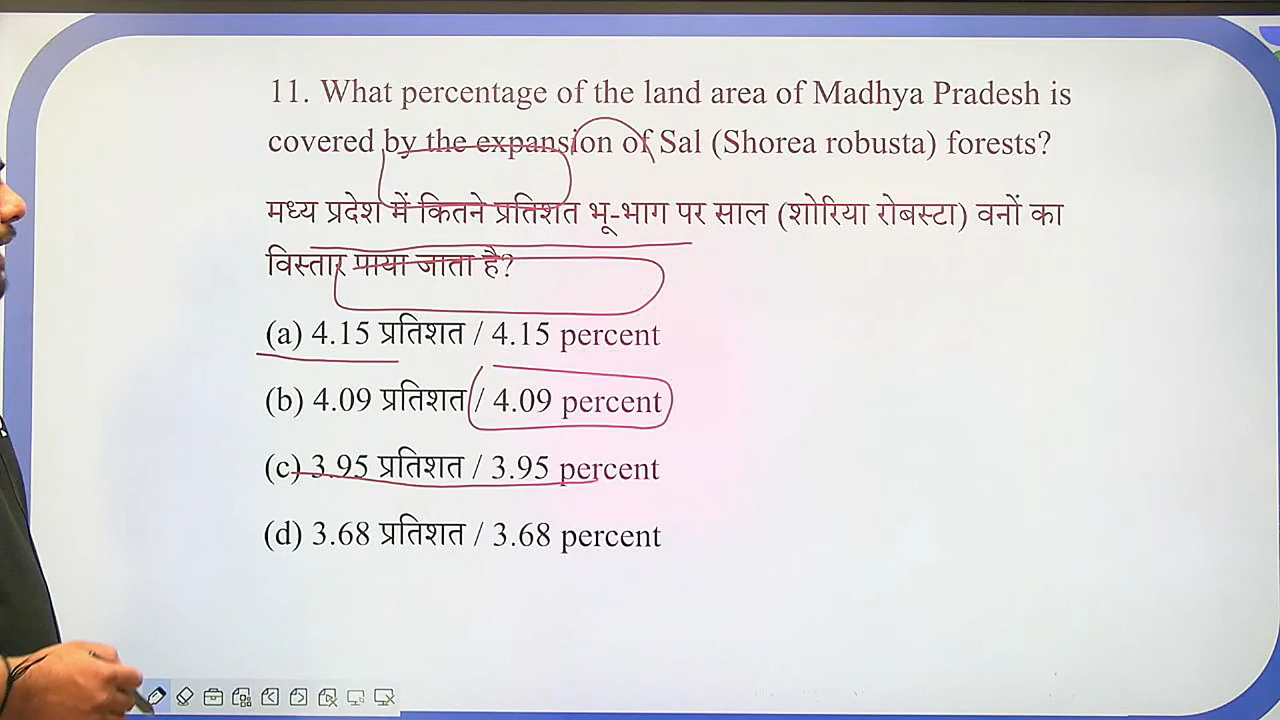 11. What percentage of the land area of Madhya Pradesh is
covered by the expansion of Sal (Shorea robusta) forests?
मध्य प्रदेश में कितने प्रतिशत भू-भाग पर साल (शोरिया रोबस्टा) वनों का
विस्तार पाया जाता है?
(a) 4.15 प्रतिशत / 4.15 percent
(b) 4.09 प्रतिशत / 4.09 percent
(c) 3.95 प्रतिशत / 3.95 percent
(d) 3.68 प्रतिशत / 3.68 percent